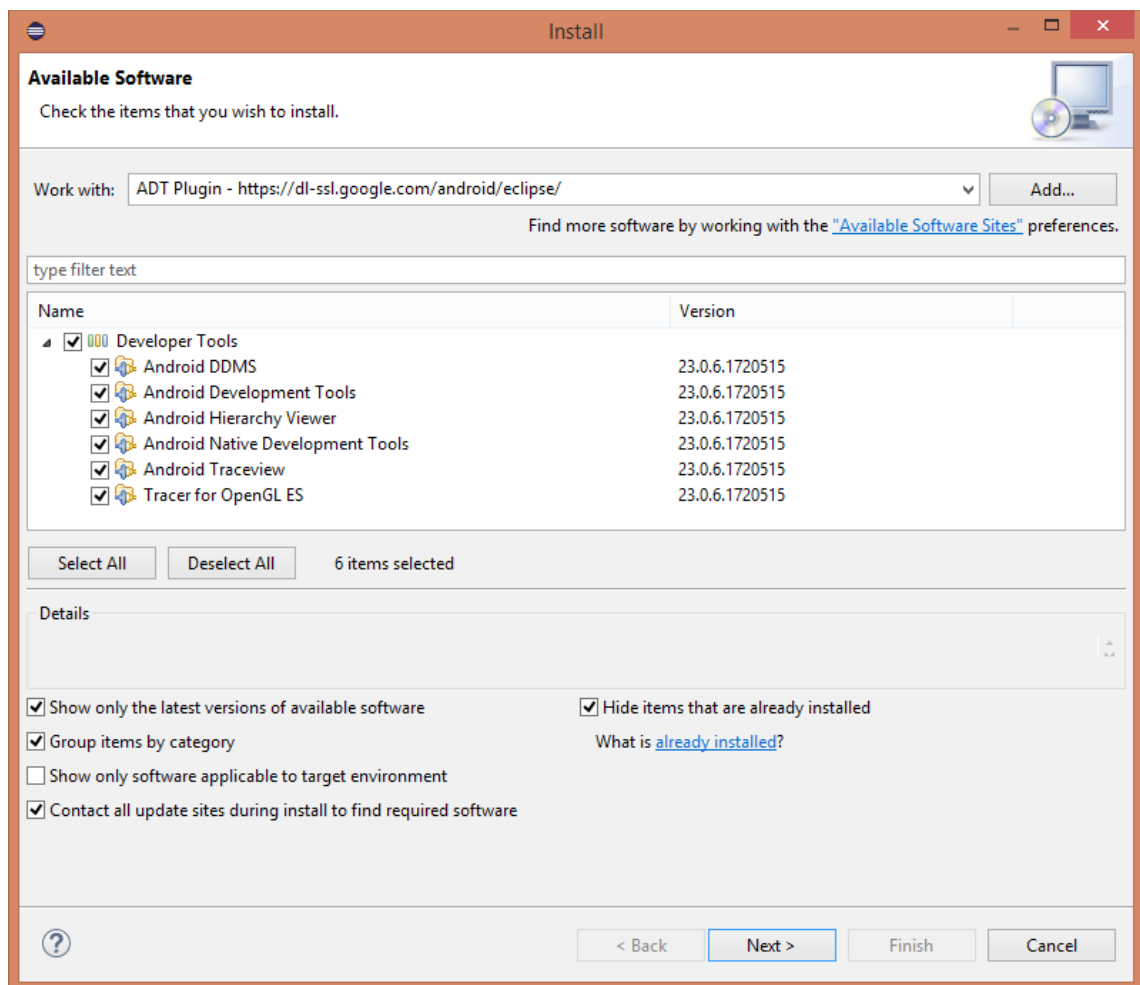 Install
Available Software
Check the items that you wish to install.
Work with: ADT Plugin - https://dl-ssl.google.com/android/eclipse/ Add...
Find more software by working with the "Available Software Sites" preferences.
type filter text
Name Version
Developer Tools
Android DDMS 23.0.6.1720515
Android Development Tools 23.0.6.1720515
Android Hierarchy Viewer 23.0.6.1720515
Android Native Development Tools 23.0.6.1720515
Android Traceview 23.0.6.1720515
Tracer for OpenGL ES 23.0.6.1720515
Select All Deselect All 6 items selected
Details
Show only the latest versions of available software Hide items that are already installed
Group items by category What is already installed?
Show only software applicable to target environment
Contact all update sites during install to find required software
? < Back Next > Finish Cancel